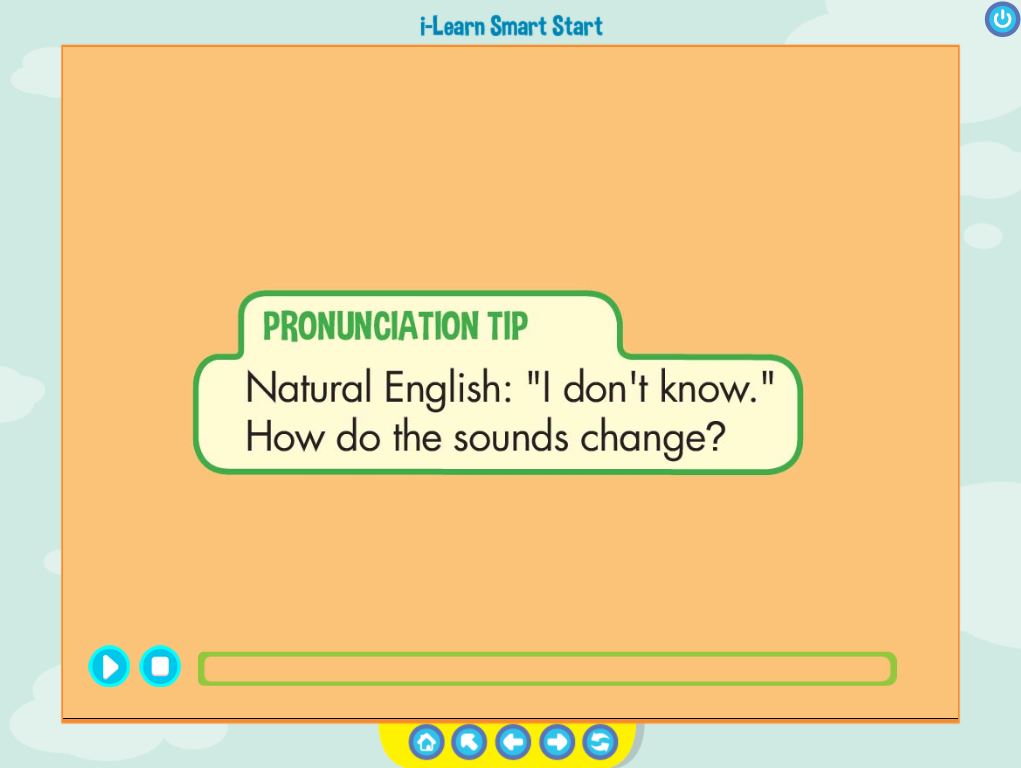 i-Learn Smart Start
PRONUNCIATION TIP
Natural English: "I don't know."
How do the sounds change?